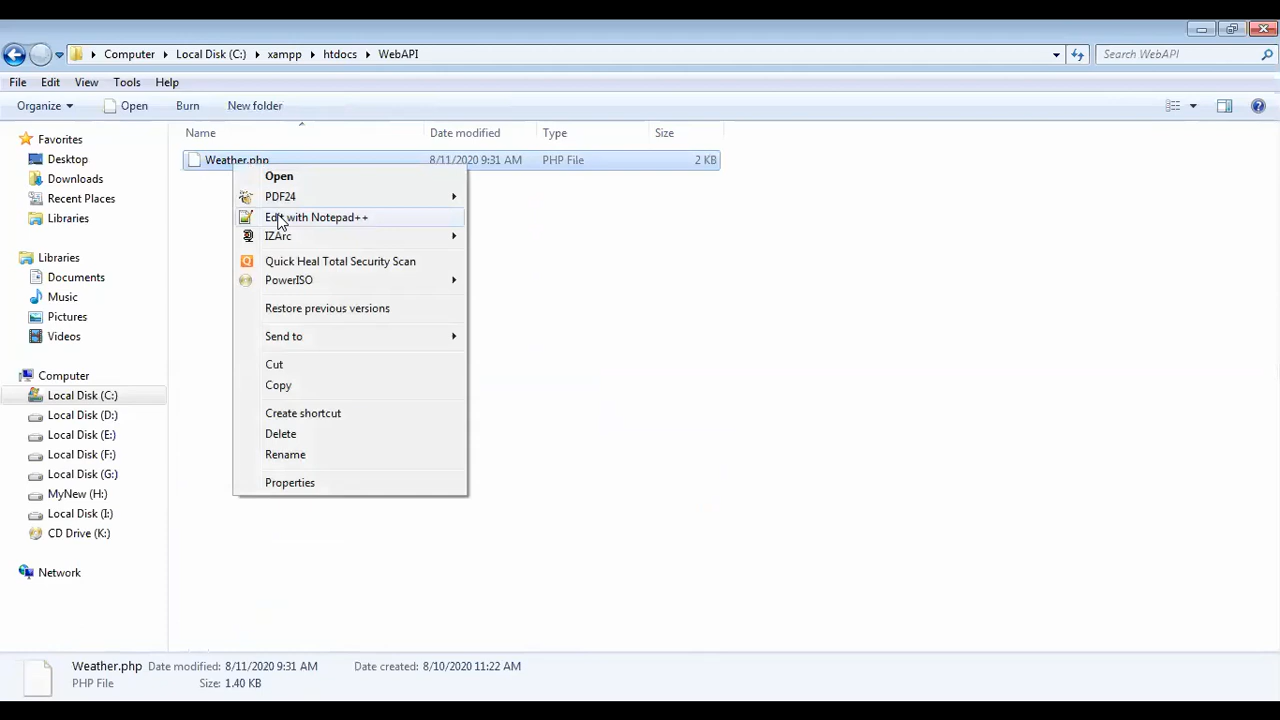 Computer Local Disk (C:) xampp htdocs WebAPI Search WebAPI
File Edit View Tools Help
Organize Open Burn New folder
Name Date modified Type Size
Favorites
Desktop
Downloads
Recent Places
Libraries
Libraries
Documents
Music
Pictures
Videos
Computer
Local Disk (C:)
Local Disk (D:)
Local Disk (E:)
Local Disk (F:)
Local Disk (G:)
MyNew (H:)
Local Disk (I:)
CD Drive (K:)
Network
Weather.php 8/11/2020 9:31 AM PHP File 2 KB
Open
PDF24
Edit with Notepad++
IZArc
Q Quick Heal Total Security Scan
PowerISO
Restore previous versions
Send to
Cut
Copy
Create shortcut
Delete
Rename
Properties
Weather.php Date modified: 8/11/2020 9:31 AM Date created: 8/10/2020 11:22 AM
PHP File Size: 1.40 KB